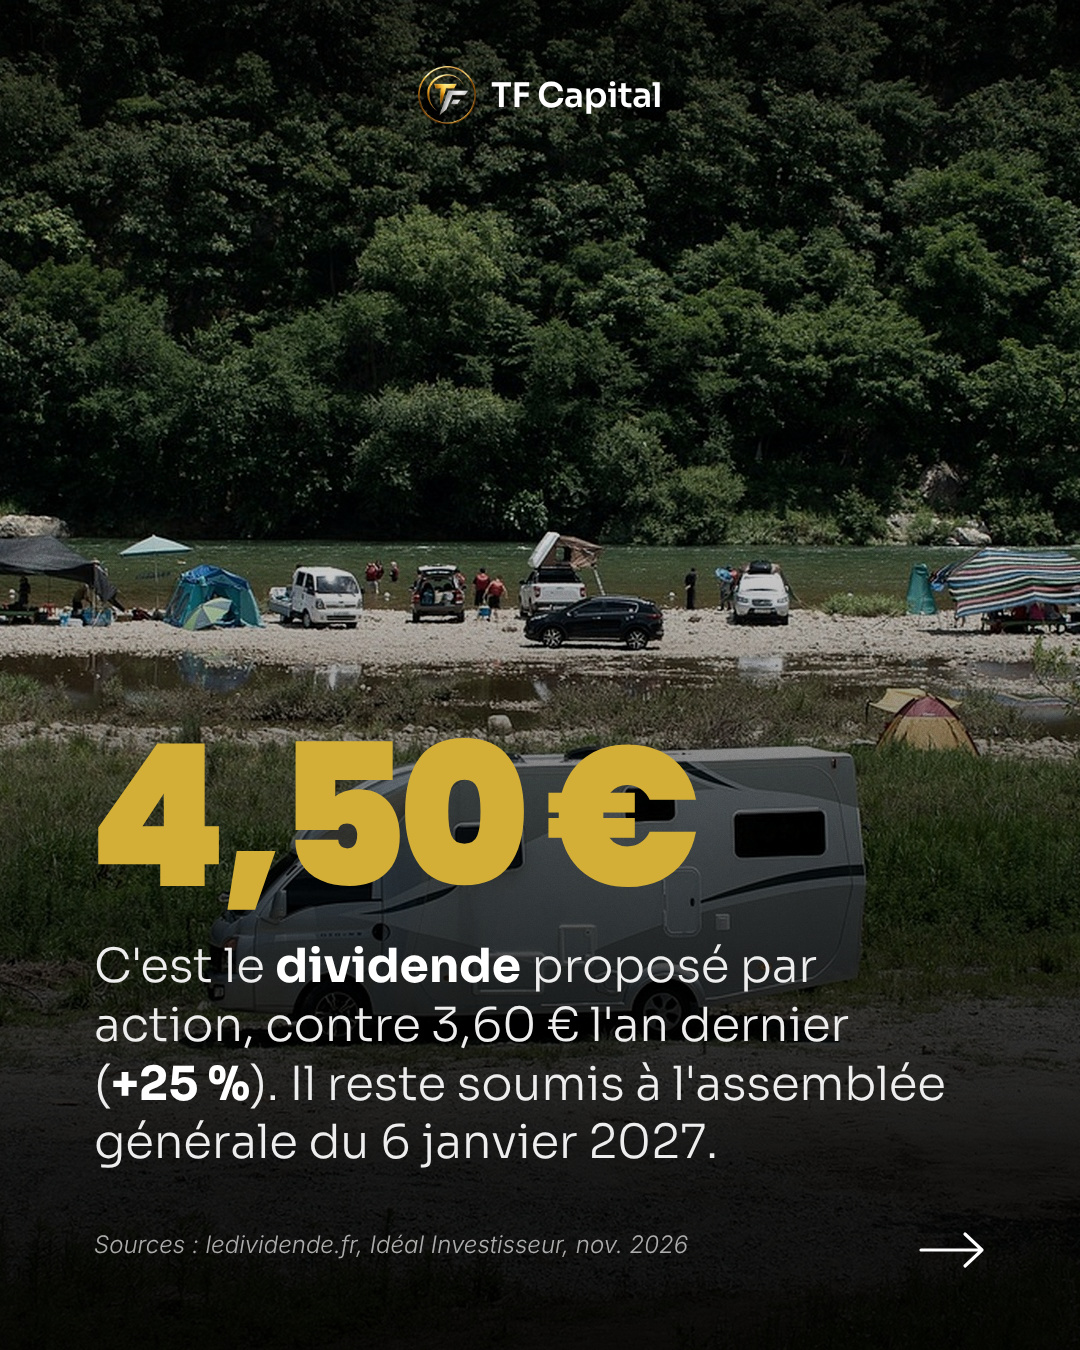 TF Capital
4,50 €
C'est le dividende proposé par
action, contre 3,60 € l'an dernier
(+25 %). Il reste soumis à l'assemblée
générale du 6 janvier 2027.
Sources : ledividende.fr, Idéal Investisseur, nov. 2026